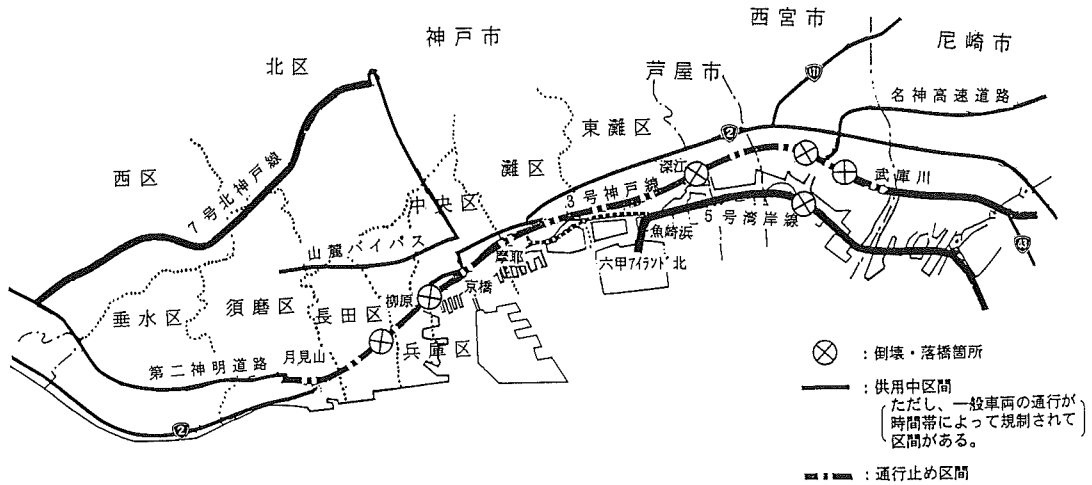 西宮市
尼崎市
神戸市
北区
芦屋市
171
名神高速道路
東灘区
2
灘区
深江
武庫川
西区
7号北神戸線
中央区
3号神戸線
5号湾岸線
魚崎浜
43
山麓バイパス
摩耶
六甲アイランド北
柳原
京橋
垂水区
須磨区
長田区
兵庫区
月見山
第二神明道路
2
：倒壊・落橋箇所
：供用中区間
ただし、一般車両の通行が
時間帯によって規制されて
区間がある。
：通行止め区間